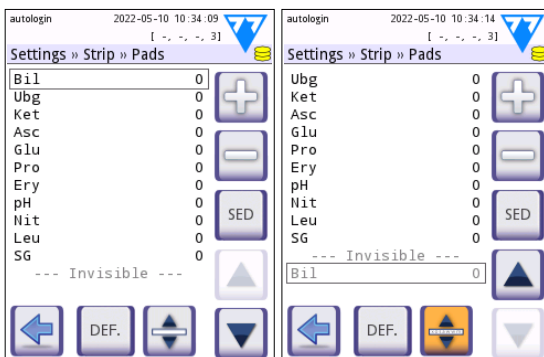 autologin 2022-05-10 10:34:09
[ -, -, -, 3]
Settings » Strip » Pads
Bil 0
Ubg 0
Ket 0
Asc 0
Glu 0
Pro 0
Ery 0
pH 0
Nit 0
Leu 0
SG 0
--- Invisible ---
SED
DEF.
autologin 2022-05-10 10:34:14
[ -, -, -, 3]
Settings » Strip » Pads
Ubg 0
Ket 0
Asc 0
Glu 0
Pro 0
Ery 0
pH 0
Nit 0
Leu 0
SG 0
--- Invisible ---
Bil 0
SED
DEF.